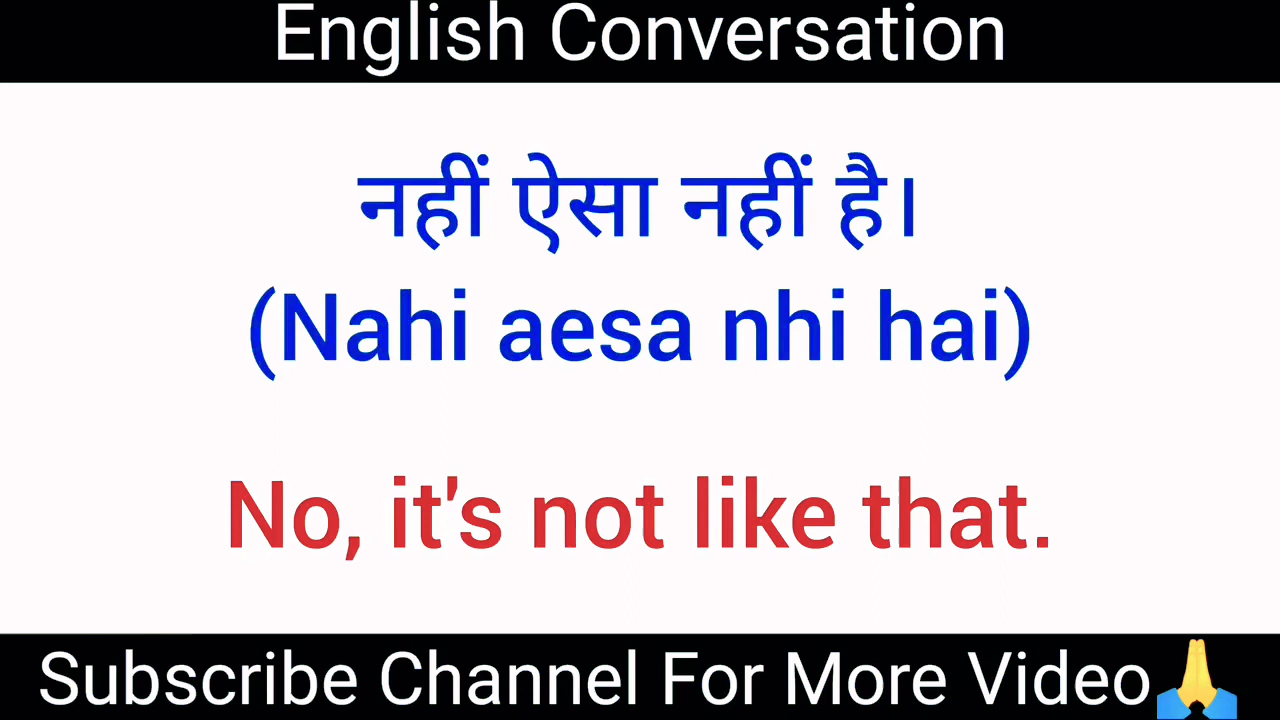 English Conversation
नहीं ऐसा नहीं है।
(Nahi aesa nhi hai)
No, it's not like that.
Subscribe Channel For More Video🙏